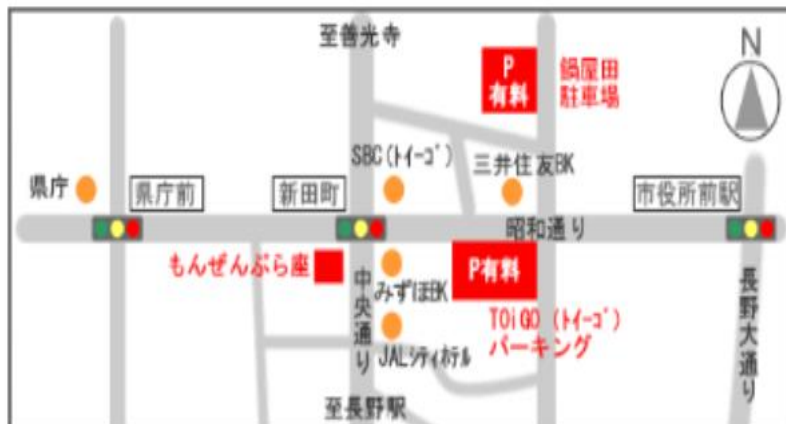 至善光寺
N
P
有料
鍋屋田
駐車場
SBC(トイーゴ)
三井住友BK
県庁
県庁前
新田町
市役所前駅
昭和通り
もんぜんぷら座
中央通り
みずほBK
P有料
TOiGO (トイーゴ)
パーキング
長野大通り
JALシティホテル
至長野駅